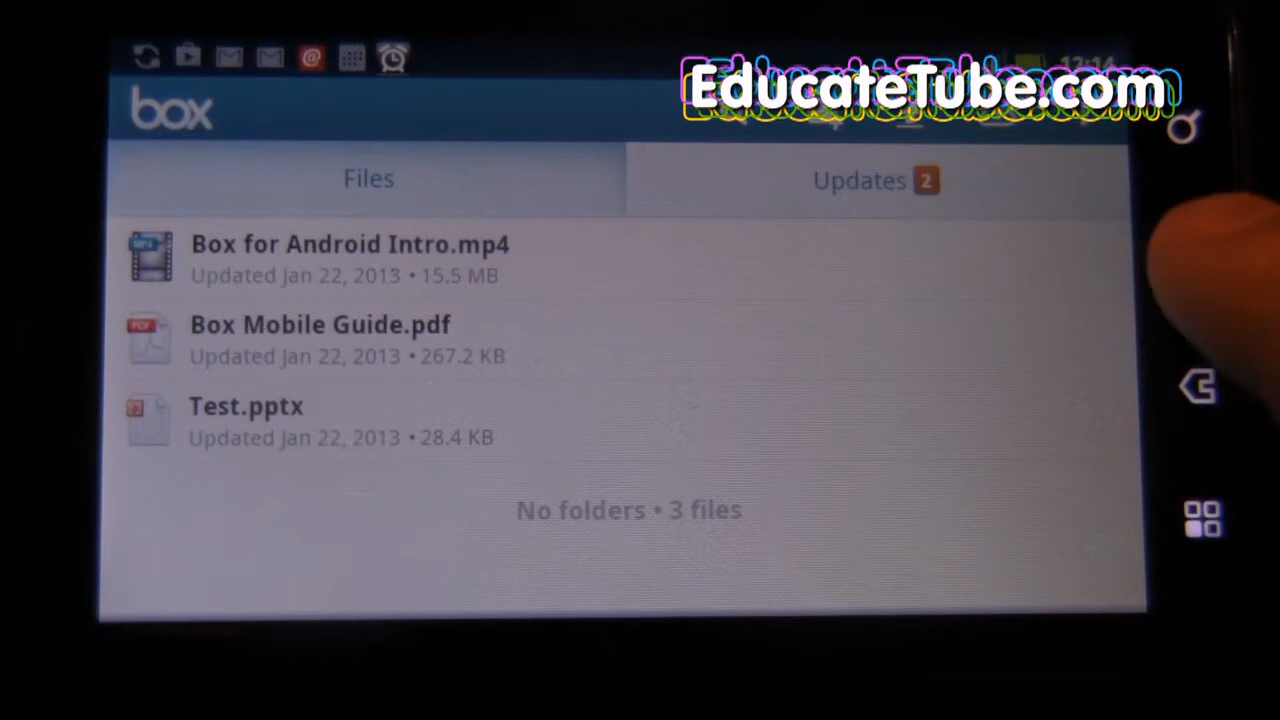 EducateTube.com
12:14
box
Files
Updates 2
Box for Android Intro.mp4
Updated Jan 22, 2013 • 15.5 MB
Box Mobile Guide.pdf
Updated Jan 22, 2013 • 267.2 KB
Test.pptx
Updated Jan 22, 2013 • 28.4 KB
No folders • 3 files